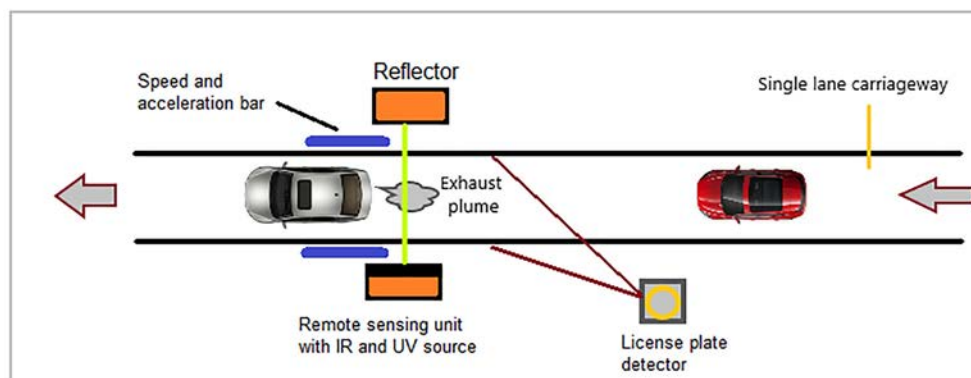 Reflector
Speed and
acceleration bar
Single lane carriageway
Exhaust
plume
Remote sensing unit
with IR and UV source
License plate
detector